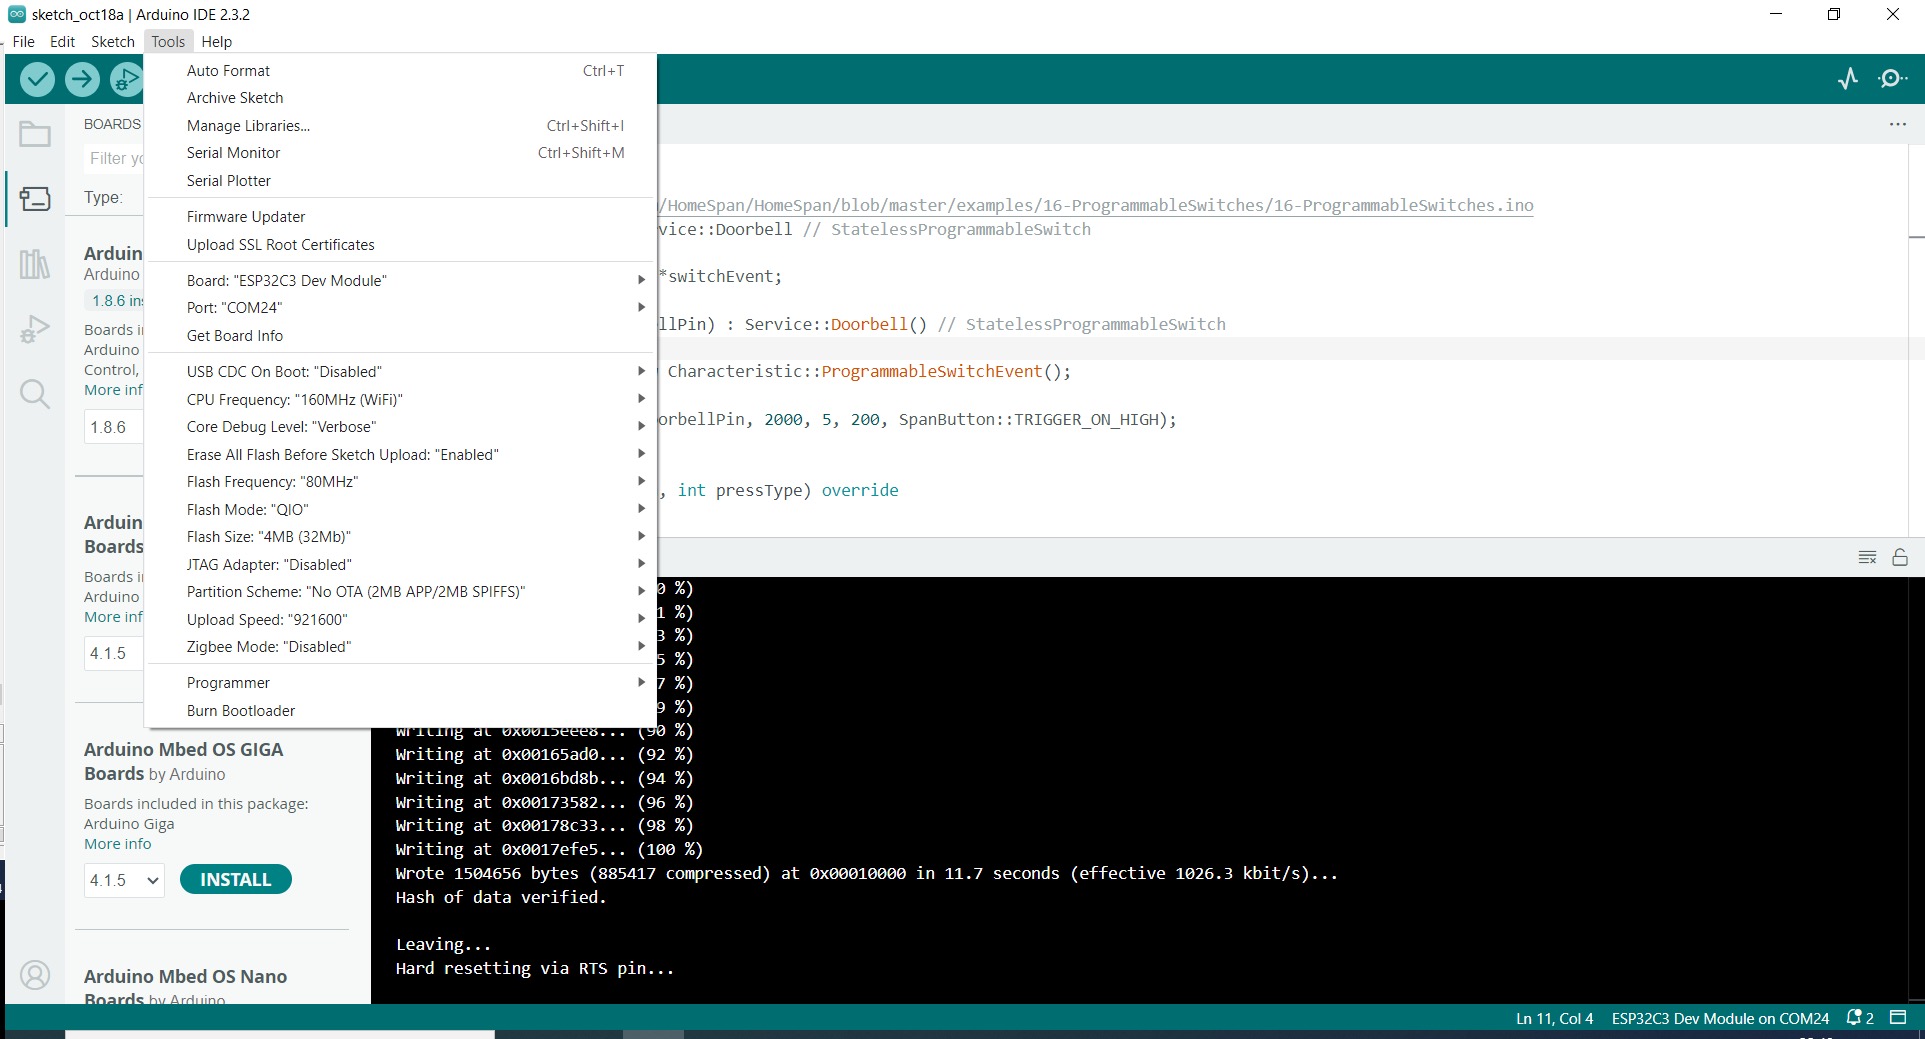 sketch_oct18a | Arduino IDE 2.3.2
File Edit Sketch Tools Help
Auto Format Ctrl+T
Archive Sketch
Manage Libraries... Ctrl+Shift+I
Serial Monitor Ctrl+Shift+M
Serial Plotter
Firmware Updater
Upload SSL Root Certificates
Board: "ESP32C3 Dev Module"
Port: "COM24"
Get Board Info
USB CDC On Boot: "Disabled"
CPU Frequency: "160MHz (WiFi)"
Core Debug Level: "Verbose"
Erase All Flash Before Sketch Upload: "Enabled"
Flash Frequency: "80MHz"
Flash Mode: "QIO"
Flash Size: "4MB (32Mb)"
JTAG Adapter: "Disabled"
Partition Scheme: "No OTA (2MB APP/2MB SPIFFS)"
Upload Speed: "921600"
Zigbee Mode: "Disabled"
Programmer
Burn Bootloader
BOARDS
Filter yo
Type:
Arduin
Arduino
1.8.6 ins
Boards i
Arduino
Control,
More inf
1.8.6
Arduin
Boards
Boards i
Arduino
More inf
4.1.5
Arduino Mbed OS GIGA
Boards by Arduino
Boards included in this package:
Arduino Giga
More info
4.1.5 INSTALL
Arduino Mbed OS Nano
Boards by Arduino
/HomeSpan/HomeSpan/blob/master/examples/16-ProgrammableSwitches/16-ProgrammableSwitches.ino
vice::Doorbell // StatelessProgrammableSwitch
*switchEvent;
llPin) : Service::Doorbell() // StatelessProgrammableSwitch
Characteristic::ProgrammableSwitchEvent();
orbellPin, 2000, 5, 200, SpanButton::TRIGGER_ON_HIGH);
, int pressType) override
0 %)
1 %)
3 %)
5 %)
7 %)
9 %)
Writing at 0x0015eee8... (90 %)
Writing at 0x00165ad0... (92 %)
Writing at 0x0016bd8b... (94 %)
Writing at 0x00173582... (96 %)
Writing at 0x00178c33... (98 %)
Writing at 0x0017efe5... (100 %)
Wrote 1504656 bytes (885417 compressed) at 0x00010000 in 11.7 seconds (effective 1026.3 kbit/s)...
Hash of data verified.
Leaving...
Hard resetting via RTS pin...
Ln 11, Col 4 ESP32C3 Dev Module on COM24 2